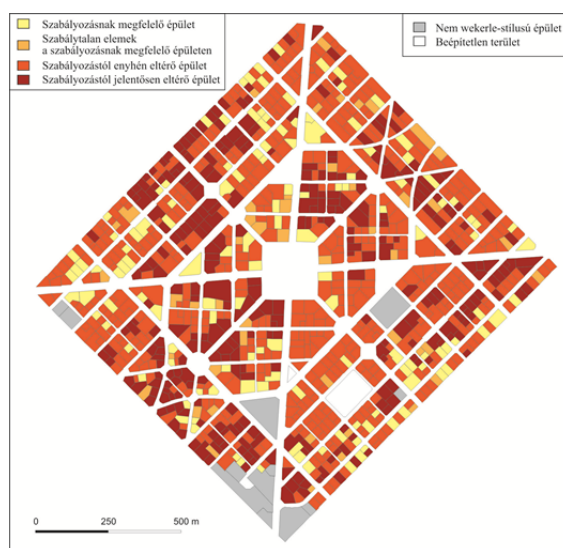 Szabályozásnak megfelelő épület
Szabálytalan elemek
a szabályozásnak megfelelő épületen
Szabályozástól enyhén eltérő épület
Szabályozástól jelentősen eltérő épület
Nem wekerle-stílusú épület
Beépítetlen terület
0 250 500 m